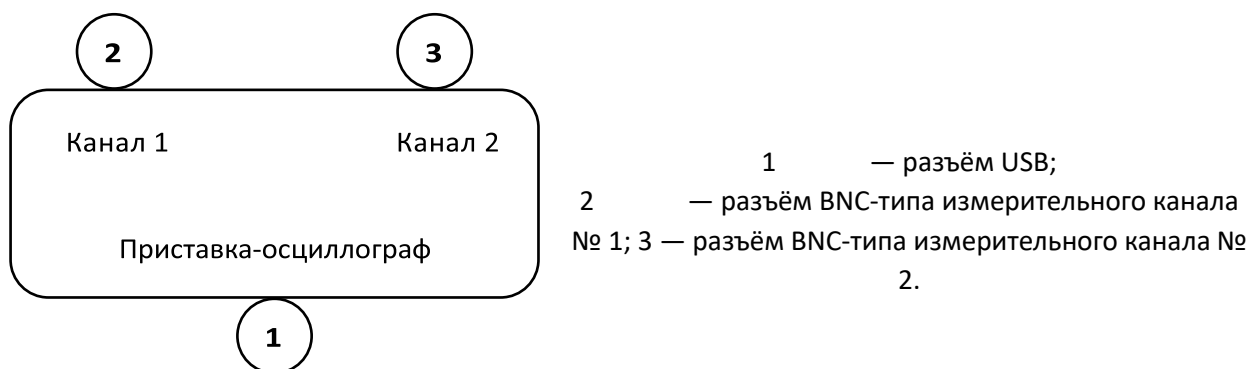 2
3
Канал 1
Канал 2
Приставка-осциллограф
1
1 — разъём USB;
2 — разъём BNC-типа измерительного канала
№ 1; 3 — разъём BNC-типа измерительного канала №
2.